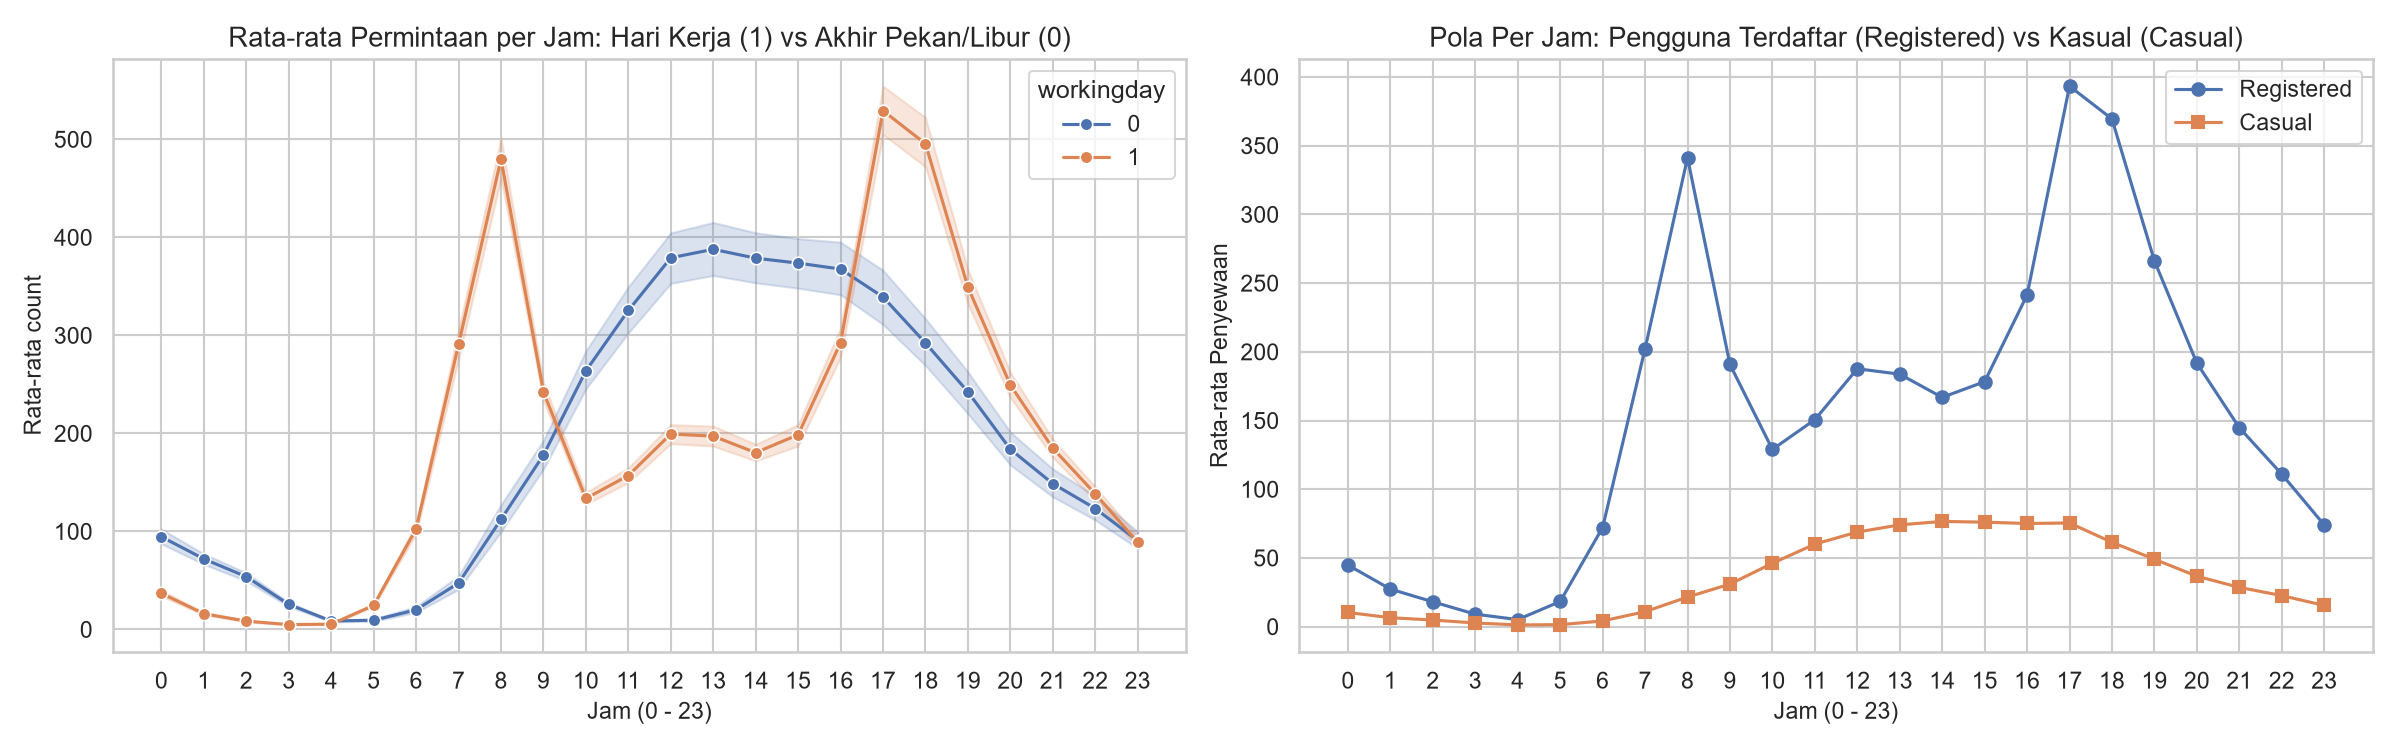 Rata-rata Permintaan per Jam: Hari Kerja (1) vs Akhir Pekan/Libur (0)
Rata-rata count
500
400
300
200
100
0
workingday
0
1
0 1 2 3 4 5 6 7 8 9 10 11 12 13 14 15 16 17 18 19 20 21 22 23
Jam (0 - 23)
Pola Per Jam: Pengguna Terdaftar (Registered) vs Kasual (Casual)
Rata-rata Penyewaan
400
350
300
250
200
150
100
50
0
Registered
Casual
0 1 2 3 4 5 6 7 8 9 10 11 12 13 14 15 16 17 18 19 20 21 22 23
Jam (0 - 23)